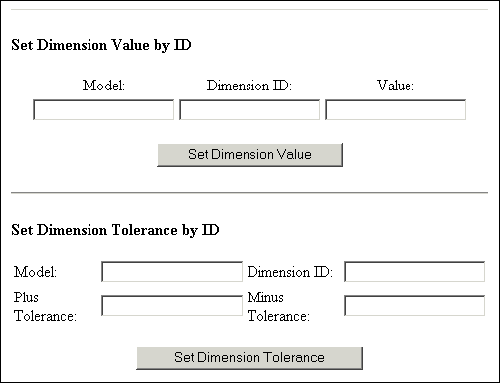 Set Dimension Value by ID
Model: Dimension ID: Value:
Set Dimension Value
Set Dimension Tolerance by ID
Model: Dimension ID:
Plus Tolerance:
Minus Tolerance:
Set Dimension Tolerance